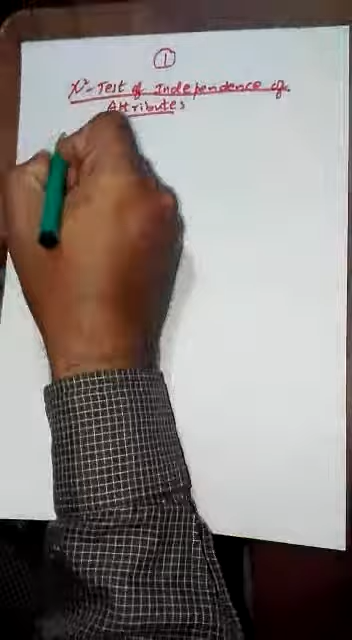 1
χ²-Test of Independence of
Attributes